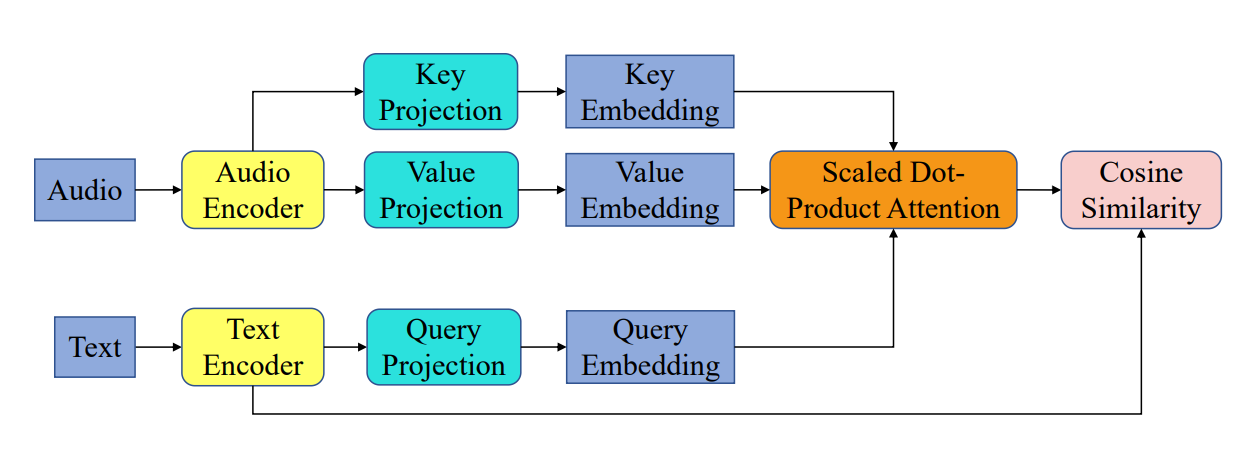 Key
Projection
Key
Embedding
Audio
Audio
Encoder
Value
Projection
Value
Embedding
Scaled Dot-
Product Attention
Cosine
Similarity
Text
Text
Encoder
Query
Projection
Query
Embedding